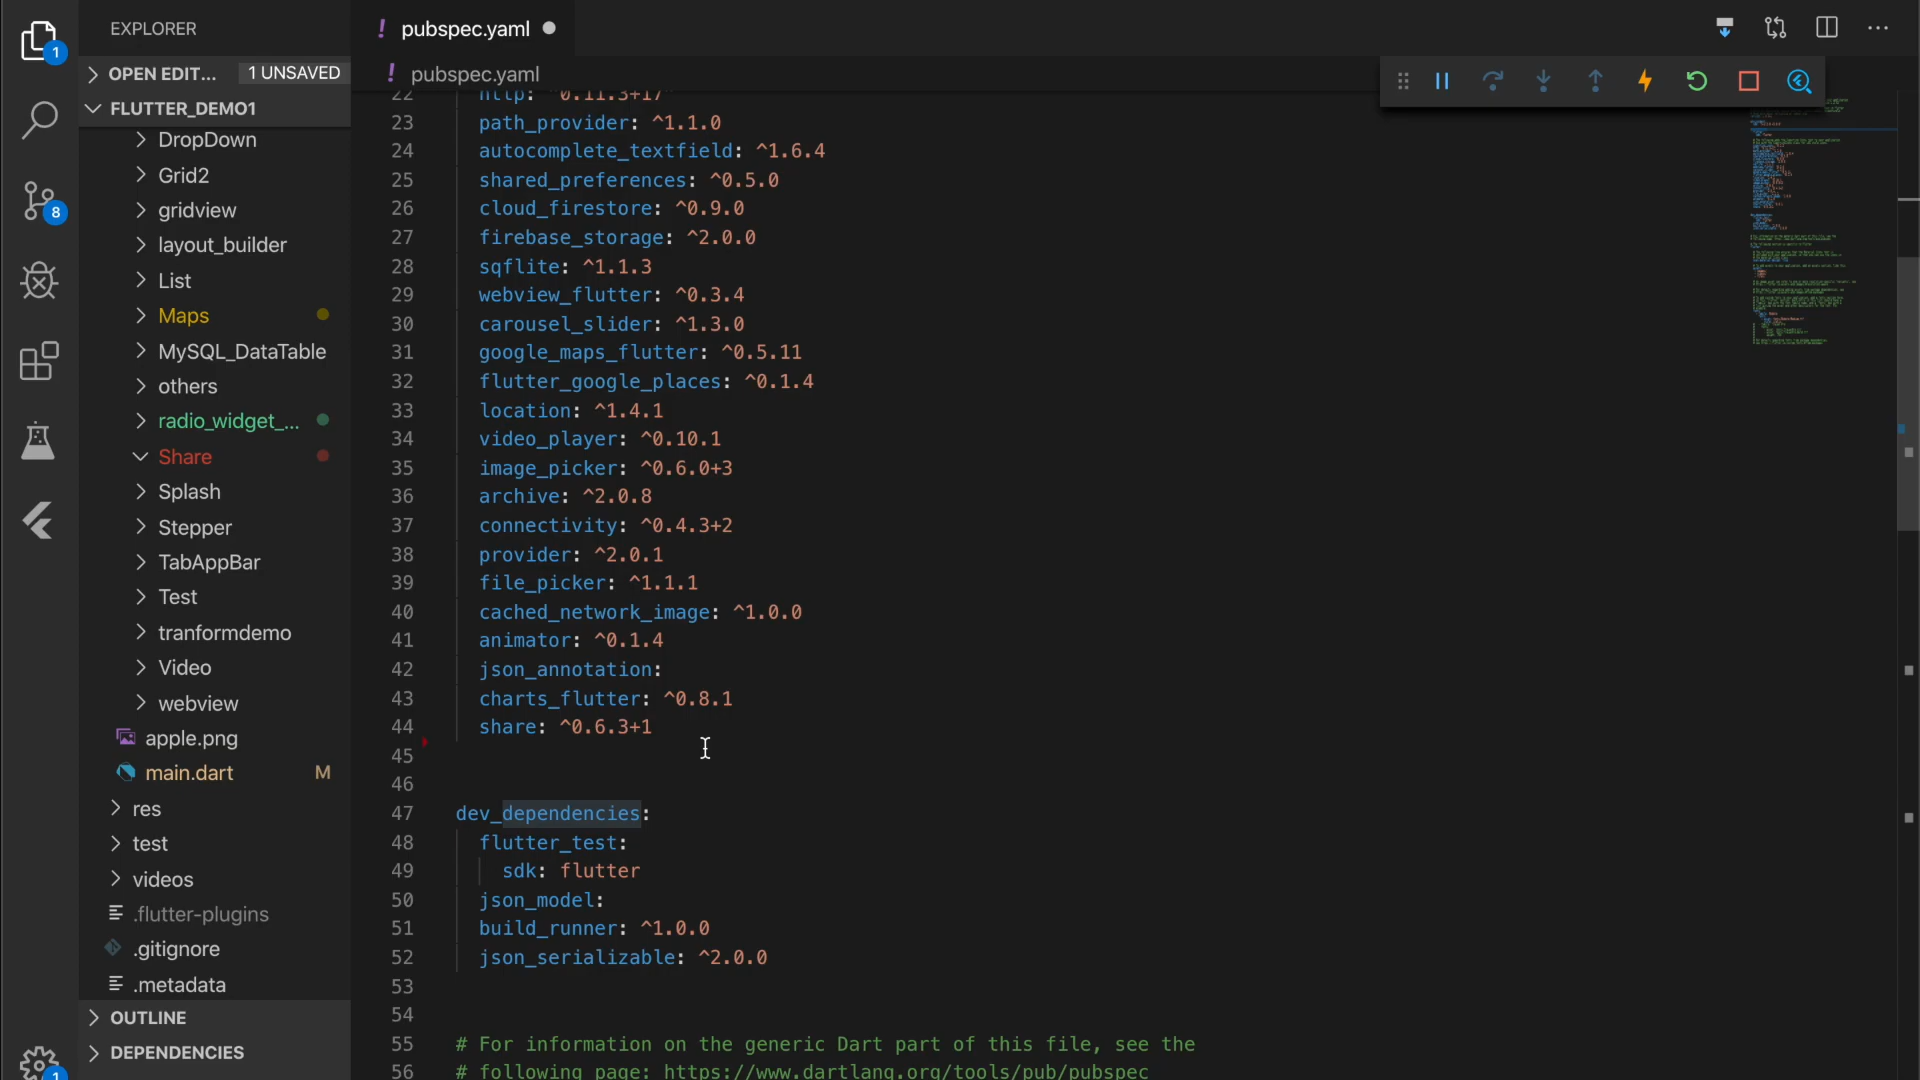 EXPLORER
OPEN EDIT... 1 UNSAVED
FLUTTER_DEMO1
DropDown
Grid2
gridview
layout_builder
List
Maps
MySQL_DataTable
others
radio_widget_...
Share
Splash
Stepper
TabAppBar
Test
tranformdemo
Video
webview
apple.png
main.dart M
res
test
videos
.flutter-plugins
.gitignore
.metadata
OUTLINE
DEPENDENCIES
1
8
1
! pubspec.yaml
! pubspec.yaml
22 http: ^0.11.3+17
23 path_provider: ^1.1.0
24 autocomplete_textfield: ^1.6.4
25 shared_preferences: ^0.5.0
26 cloud_firestore: ^0.9.0
27 firebase_storage: ^2.0.0
28 sqflite: ^1.1.3
29 webview_flutter: ^0.3.4
30 carousel_slider: ^1.3.0
31 google_maps_flutter: ^0.5.11
32 flutter_google_places: ^0.1.4
33 location: ^1.4.1
34 video_player: ^0.10.1
35 image_picker: ^0.6.0+3
36 archive: ^2.0.8
37 connectivity: ^0.4.3+2
38 provider: ^2.0.1
39 file_picker: ^1.1.1
40 cached_network_image: ^1.0.0
41 animator: ^0.1.4
42 json_annotation:
43 charts_flutter: ^0.8.1
44 share: ^0.6.3+1
45
46
47 dev_dependencies:
48 flutter_test:
49 sdk: flutter
50 json_model:
51 build_runner: ^1.0.0
52 json_serializable: ^2.0.0
53
54
55 # For information on the generic Dart part of this file, see the
56 # following page: https://www.dartlang.org/tools/pub/pubspec